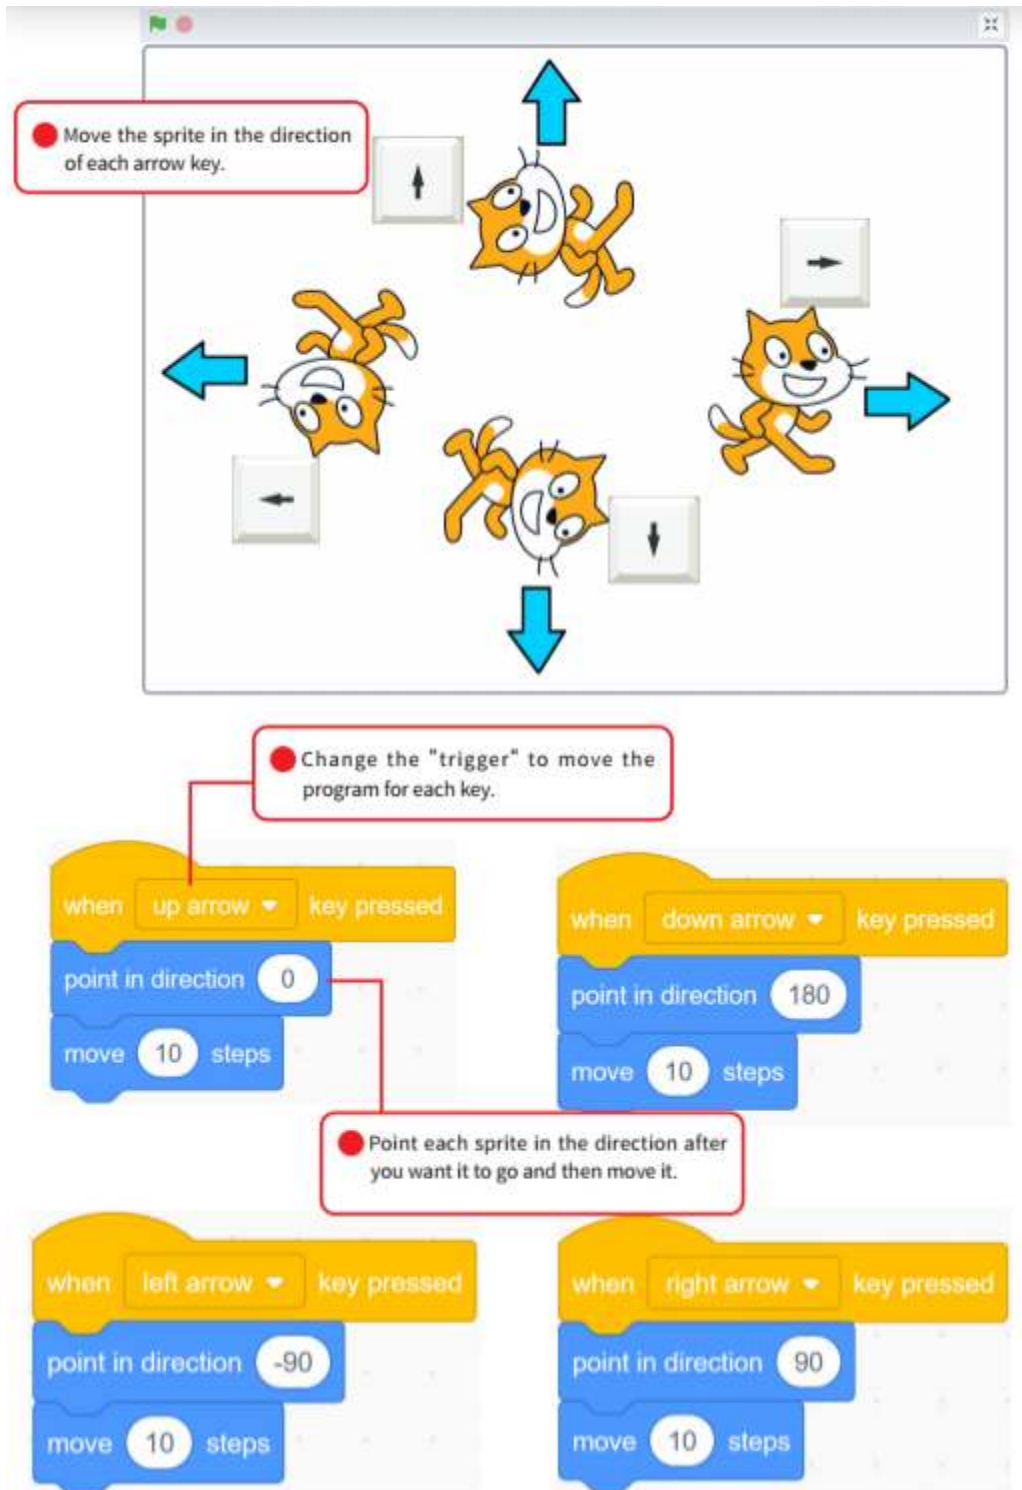 Move the sprite in the direction
of each arrow key.
Change the "trigger" to move the
program for each key.
when up arrow key pressed
point in direction 0
move 10 steps
when down arrow key pressed
point in direction 180
move 10 steps
Point each sprite in the direction after
you want it to go and then move it.
when left arrow key pressed
point in direction -90
move 10 steps
when right arrow key pressed
point in direction 90
move 10 steps